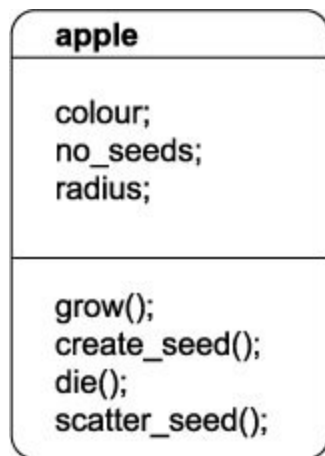 apple
colour;
no_seeds;
radius;
grow();
create_seed();
die();
scatter_seed();